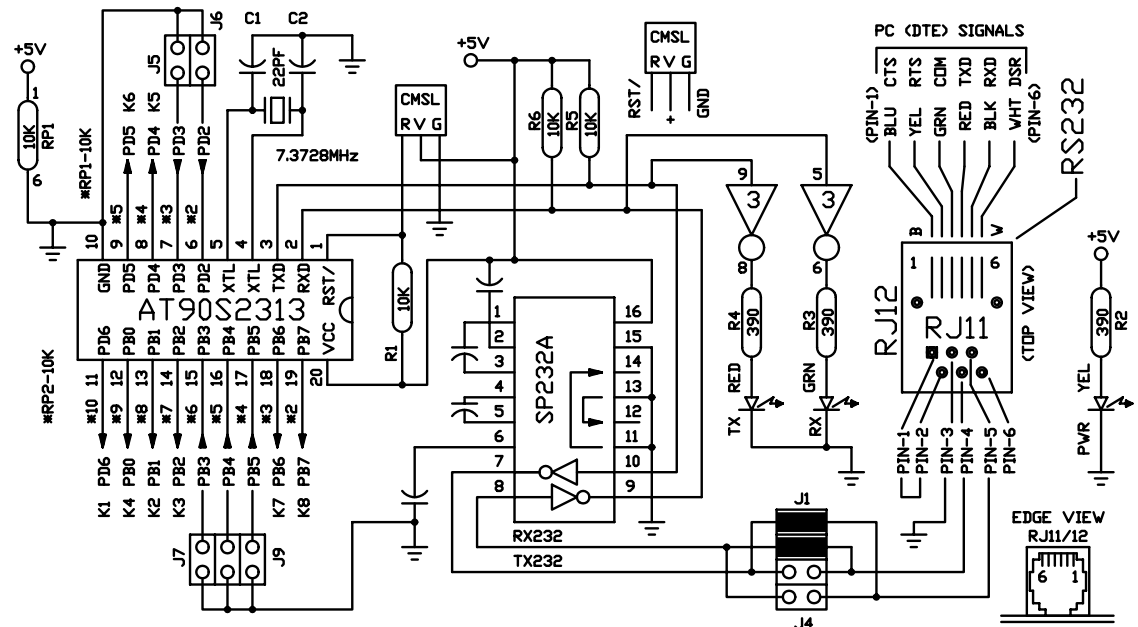 +5V
1
10K
RP1
6
*RP1-10K
J6
J5
C1 C2
22PF
7.3728MHz
K6
K5
PD5
PD4
PD3
PD2
*5
*4
*3
*2
CMSL
R V G
+5V
R6
10K
R5
10K
CMSL
R V G
RST/
+
GND
PC (DTE) SIGNALS
(PIN-1)
BLU CTS
YEL RTS
GRN COM
RED TXD
BLK RXD
WHT DSR
(PIN-6)
RS232
10 9 8 7 6 5 4 3 2 1
GND PD5 PD4 PD3 PD2 XTL XTL TXD RXD RST/
AT90S2313
PD6 PB0 PB1 PB2 PB3 PB4 PB5 PB6 PB7 VCC
11 12 13 14 15 16 17 18 19 20
*RP2-10K
*10 *9 *8 *7 *6 *5 *4 *3 *2
K1 PD6
K4 PB0
K2 PB1
K3 PB2
PB3
PB4
PB5
K7 PB6
K8 PB7
J7
J9
10K
R1
SP232A
1 16
2 15
3 14
4 13
5 12
6 11
7 10
8 9
RX232
TX232
9
3
8
R4
390
RED
TX
5
3
6
R3
390
GRN
RX
B W
1 6
RJ12
RJ11
(TOP VIEW)
PIN-1
PIN-2
PIN-3
PIN-4
PIN-5
PIN-6
+5V
390
R2
YEL
PWR
J1
J4
EDGE VIEW
RJ11/12
6 1